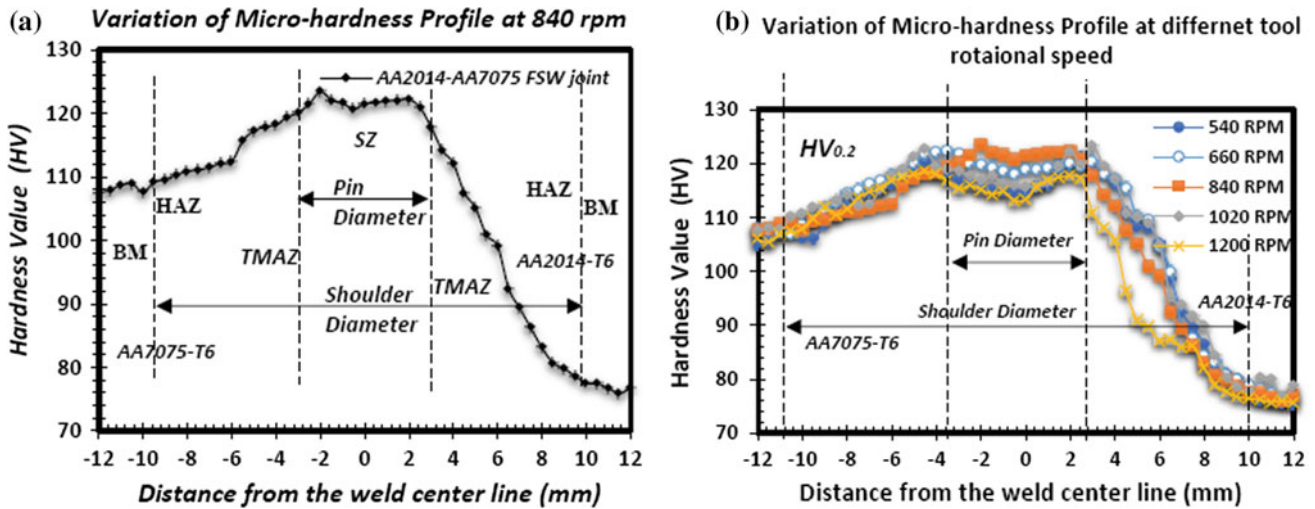 (a) Variation of Micro-hardness Profile at 840 rpm
130
120
110
100
90
80
70
Hardness Value (HV)
AA2014-AA7075 FSW joint
SZ
HAZ
Pin
Diameter
HAZ
BM
BM
TMAZ
AA2014-T6
TMAZ
Shoulder
Diameter
AA7075-T6
-12 -10 -8 -6 -4 -2 0 2 4 6 8 10 12
Distance from the weld center line (mm)
(b) Variation of Micro-hardness Profile at differnet tool
rotaional speed
130
120
110
100
90
80
70
Hardness Value (HV)
HV0.2
540 RPM
660 RPM
840 RPM
1020 RPM
1200 RPM
Pin Diameter
Shoulder Diameter
AA2014-T6
AA7075-T6
-12 -10 -8 -6 -4 -2 0 2 4 6 8 10 12
Distance from the weld center line (mm)